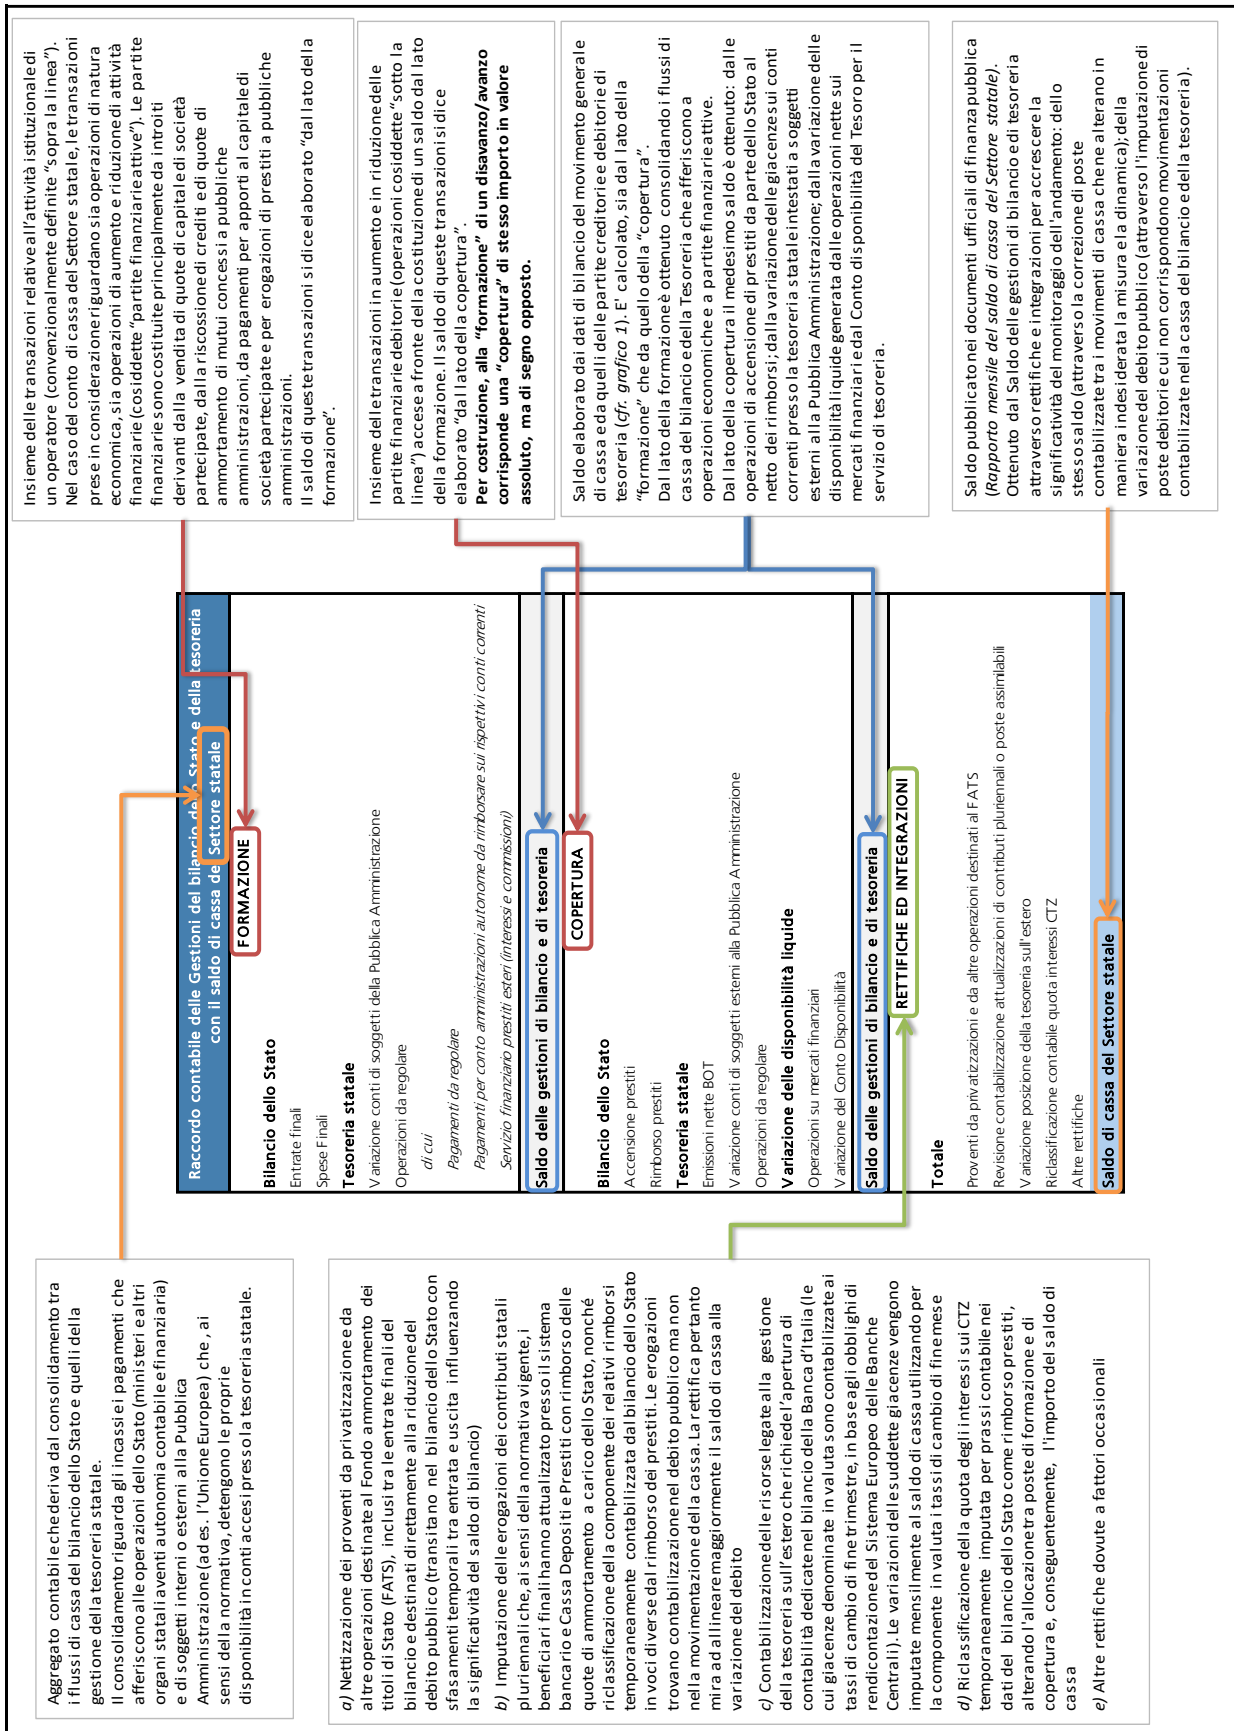 Aggregato contabile che deriva dal consolidamento tra
i flussi di cassa del bilancio dello Stato e quelli della
gestione della tesoreria statale.
Il consolidamento riguarda gli incassi e i pagamenti che
afferiscono alle operazioni dello Stato (ministeri e altri
organi statali aventi autonomia contabile e finanziaria)
e di soggetti interni o esterni alla Pubblica
Amministrazione (ad es. l'Unione Europea) che , ai
sensi della normativa, detengono le proprie
disponibilità in conti accesi presso la tesoreria statale.
a) Nettizzazione dei proventi da privatizzazione e da
altre operazioni destinate al Fondo ammortamento dei
titoli di Stato (FATS), inclusi tra le entrate finali del
bilancio e destinati direttamente alla riduzione del
debito pubblico (transitano nel bilancio dello Stato con
sfasamenti temporali tra entrata e uscita influenzando
la significatività del saldo di bilancio)
b) Imputazione delle erogazioni dei contributi statali
pluriennali che, ai sensi della normativa vigente, i
beneficiari finali hanno attualizzato presso il sistema
bancario e Cassa Depositi e Prestiti con rimborso delle
quote di ammortamento a carico dello Stato, nonché
riclassificazione della componente dei relativi rimborsi
temporaneamente contabilizzata dal bilancio dello Stato
in voci diverse dal rimborso dei prestiti. Le erogazioni
trovano contabilizzazione nel debito pubblico ma non
nella movimentazione della cassa. La rettifica pertanto
mira ad allineare maggiormente il saldo di cassa alla
variazione del debito
c) Contabilizzazione delle risorse legate alla gestione
della tesoreria sull'estero che richiede l'apertura di
contabilità dedicate nel bilancio della Banca d'Italia (le
cui giacenze denominate in valuta sono contabilizzate ai
tassi di cambio di fine trimestre, in base agli obblighi di
rendicontazione del Sistema Europeo delle Banche
Centrali). Le variazioni delle suddette giacenze vengono
imputate mensilmente al saldo di cassa utilizzando per
la componente in valuta i tassi di cambio di fine mese
d) Riclassificazione della quota degli interessi sui CTZ
temporaneamente imputata per prassi contabile nei
dati del bilancio dello Stato come rimborso prestiti,
alterando l'allocazione tra poste di formazione e di
copertura e, conseguentemente, l'importo del saldo di
cassa
e) Altre rettifiche dovute a fattori occasionali
Raccordo contabile delle Gestioni del bilancio dello Stato e della tesoreria
con il saldo di cassa del Settore statale
FORMAZIONE
Bilancio dello Stato
Entrate finali
Spese Finali
Tesoreria statale
Variazione conti di soggetti della Pubblica Amministrazione
Operazioni da regolare
di cui
Pagamenti da regolare
Pagamenti per conto amministrazioni autonome da rimborsare sui rispettivi conti correnti
Servizio finanziario prestiti esteri (interessi e commissioni)
Saldo delle gestioni di bilancio e di tesoreria
COPERTURA
Bilancio dello Stato
Accensione prestiti
Rimborso prestiti
Tesoreria statale
Emissioni nette BOT
Variazione conti di soggetti esterni alla Pubblica Amministrazione
Operazioni da regolare
Variazione delle disponibilità liquide
Operazioni su mercati finanziari
Variazione del Conto Disponibilità
Saldo delle gestioni di bilancio e di tesoreria
RETTIFICHE ED INTEGRAZIONI
Totale
Proventi da privatizzazioni e da altre operazioni destinati al FATS
Revisione contabilizzazione attualizzazioni di contributi pluriennali o poste assimilabili
Variazione posizione della tesoreria sull'estero
Riclassificazione contabile quota interessi CTZ
Altre rettifiche
Saldo di cassa del Settore statale
Insieme delle transazioni relative all'attività istituzionale di
un operatore (convenzionalmente definite "sopra la linea").
Nel caso del conto di cassa del Settore statale, le transazioni
prese in considerazione riguardano sia operazioni di natura
economica, sia operazioni di aumento e riduzione di attività
finanziarie (cosiddette "partite finanziarie attive"). Le partite
finanziarie sono costituite principalmente da introiti
derivanti dalla vendita di quote di capitale di società
partecipate, dalla riscossione di crediti e di quote di
ammortamento di mutui concessi a pubbliche
amministrazioni, da pagamenti per apporti al capitale di
società partecipate e per erogazioni di prestiti a pubbliche
amministrazioni.
Il saldo di queste transazioni si dice elaborato "dal lato della
formazione".
Insieme delle transazioni in aumento e in riduzione delle
partite finanziarie debitorie (operazioni cosiddette "sotto la
linea") accese a fronte della costituzione di un saldo dal lato
della formazione. Il saldo di queste transazioni si dice
elaborato "dal lato della copertura".
Per costruzione, alla "formazione" di un disavanzo/avanzo
corrisponde una "copertura" di stesso importo in valore
assoluto, ma di segno opposto.
Saldo elaborato dai dati di bilancio del movimento generale
di cassa e da quelli delle partite creditorie e debitorie di
tesoreria (cfr. grafico 1). E' calcolato, sia dal lato della
"formazione" che da quello della "copertura".
Dal lato della formazione è ottenuto consolidando i flussi di
cassa del bilancio e della Tesoreria che afferiscono a
operazioni economiche e a partite finanziarie attive.
Dal lato della copertura il medesimo saldo è ottenuto: dalle
operazioni di accensione di prestiti da parte dello Stato al
netto dei rimborsi; dalla variazione delle giacenze sui conti
correnti presso la tesoreria statale intestati a soggetti
esterni alla Pubblica Amministrazione; dalla variazione delle
disponibilità liquide generata dalle operazioni nette sui
mercati finanziari e dal Conto disponibilità del Tesoro per il
servizio di tesoreria.
Saldo pubblicato nei documenti ufficiali di finanza pubblica
(Rapporto mensile del saldo di cassa del Settore statale).
Ottenuto dal Saldo delle gestioni di bilancio e di tesoreria
attraverso rettifiche e integrazioni per accrescere la
significatività del monitoraggio dell'andamento: dello
stesso saldo (attraverso la correzione di poste
contabilizzate tra i movimenti di cassa che ne alterano in
maniera indesiderata la misura e la dinamica); della
variazione del debito pubblico (attraverso l'imputazione di
poste debitorie cui non corrispondono movimentazioni
contabilizzate nella cassa del bilancio e della tesoreria).